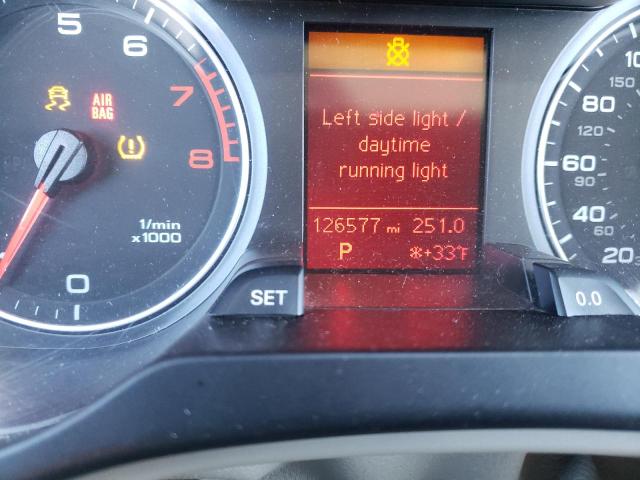 5
6
7
8
AIR
BAG
1/min
x1000
0
Left side light /
daytime
running light
126577 mi 251.0
P
✻+33°F
SET
80
60
40
20
150
120
90
60
0.0